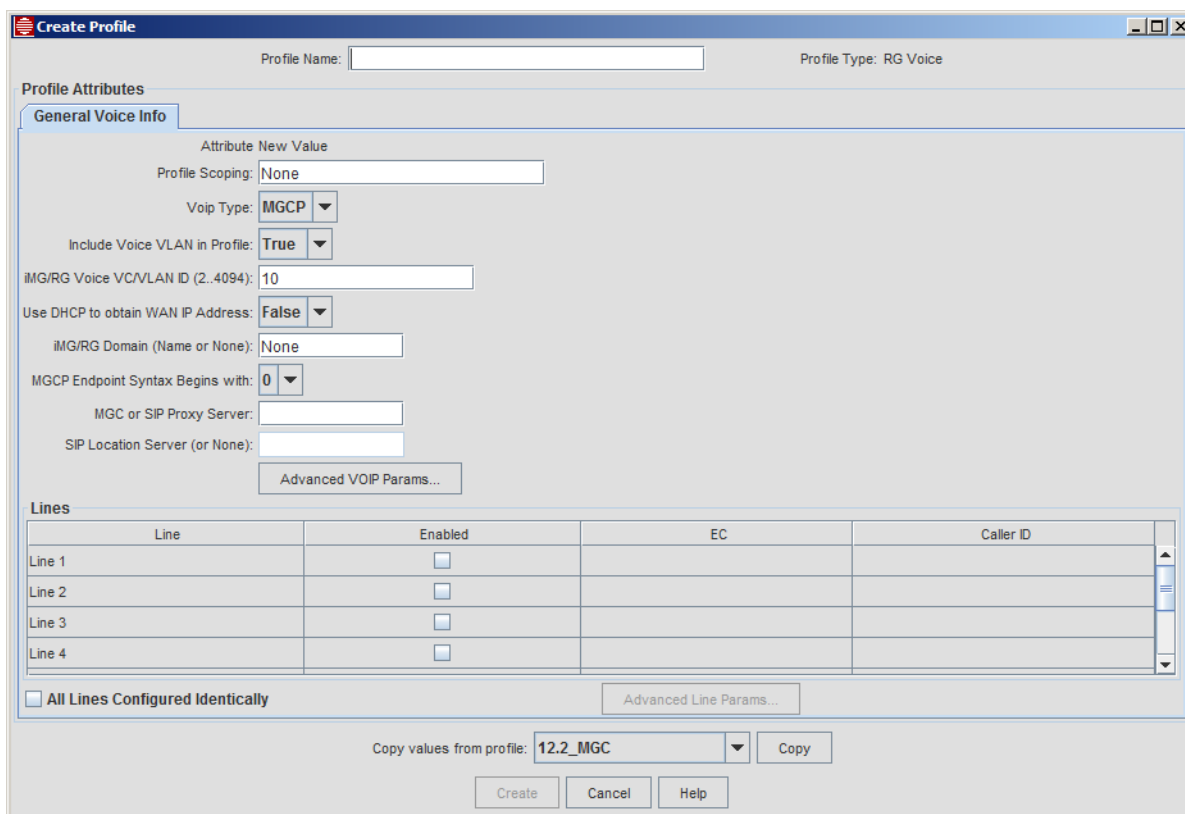 Create Profile
Profile Name: Profile Type: RG Voice
Profile Attributes
General Voice Info
Attribute New Value
Profile Scoping: None
Voip Type: MGCP
Include Voice VLAN in Profile: True
iMG/RG Voice VC/VLAN ID (2..4094): 10
Use DHCP to obtain WAN IP Address: False
iMG/RG Domain (Name or None): None
MGCP Endpoint Syntax Begins with: 0
MGC or SIP Proxy Server:
SIP Location Server (or None):
Advanced VOIP Params...
Lines
Line Enabled EC Caller ID
Line 1
Line 2
Line 3
Line 4
All Lines Configured Identically Advanced Line Params...
Copy values from profile: 12.2_MGC Copy
Create Cancel Help